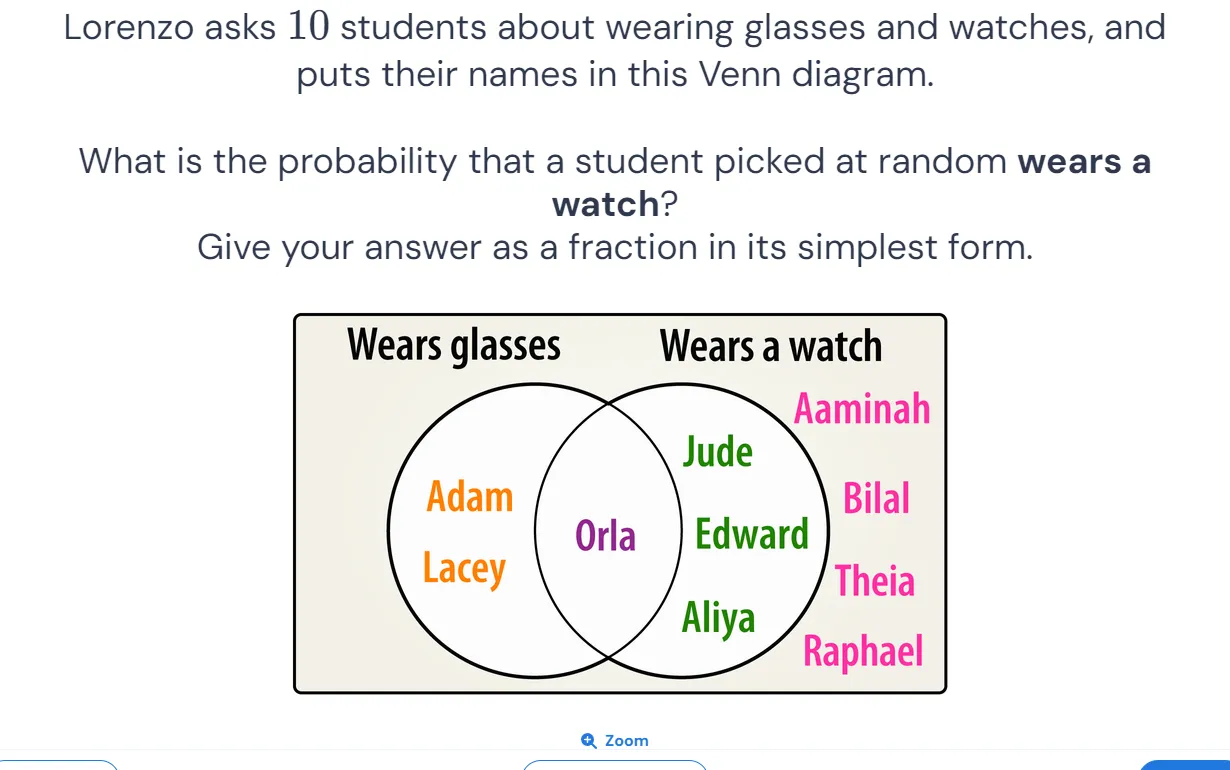 Lorenzo asks 10 students about wearing glasses and watches, and
puts their names in this Venn diagram.
What is the probability that a student picked at random wears a
watch?
Give your answer as a fraction in its simplest form.
Wears glasses
Wears a watch
Adam
Lacey
Orla
Jude
Edward
Aliya
Aaminah
Bilal
Theia
Raphael
Zoom